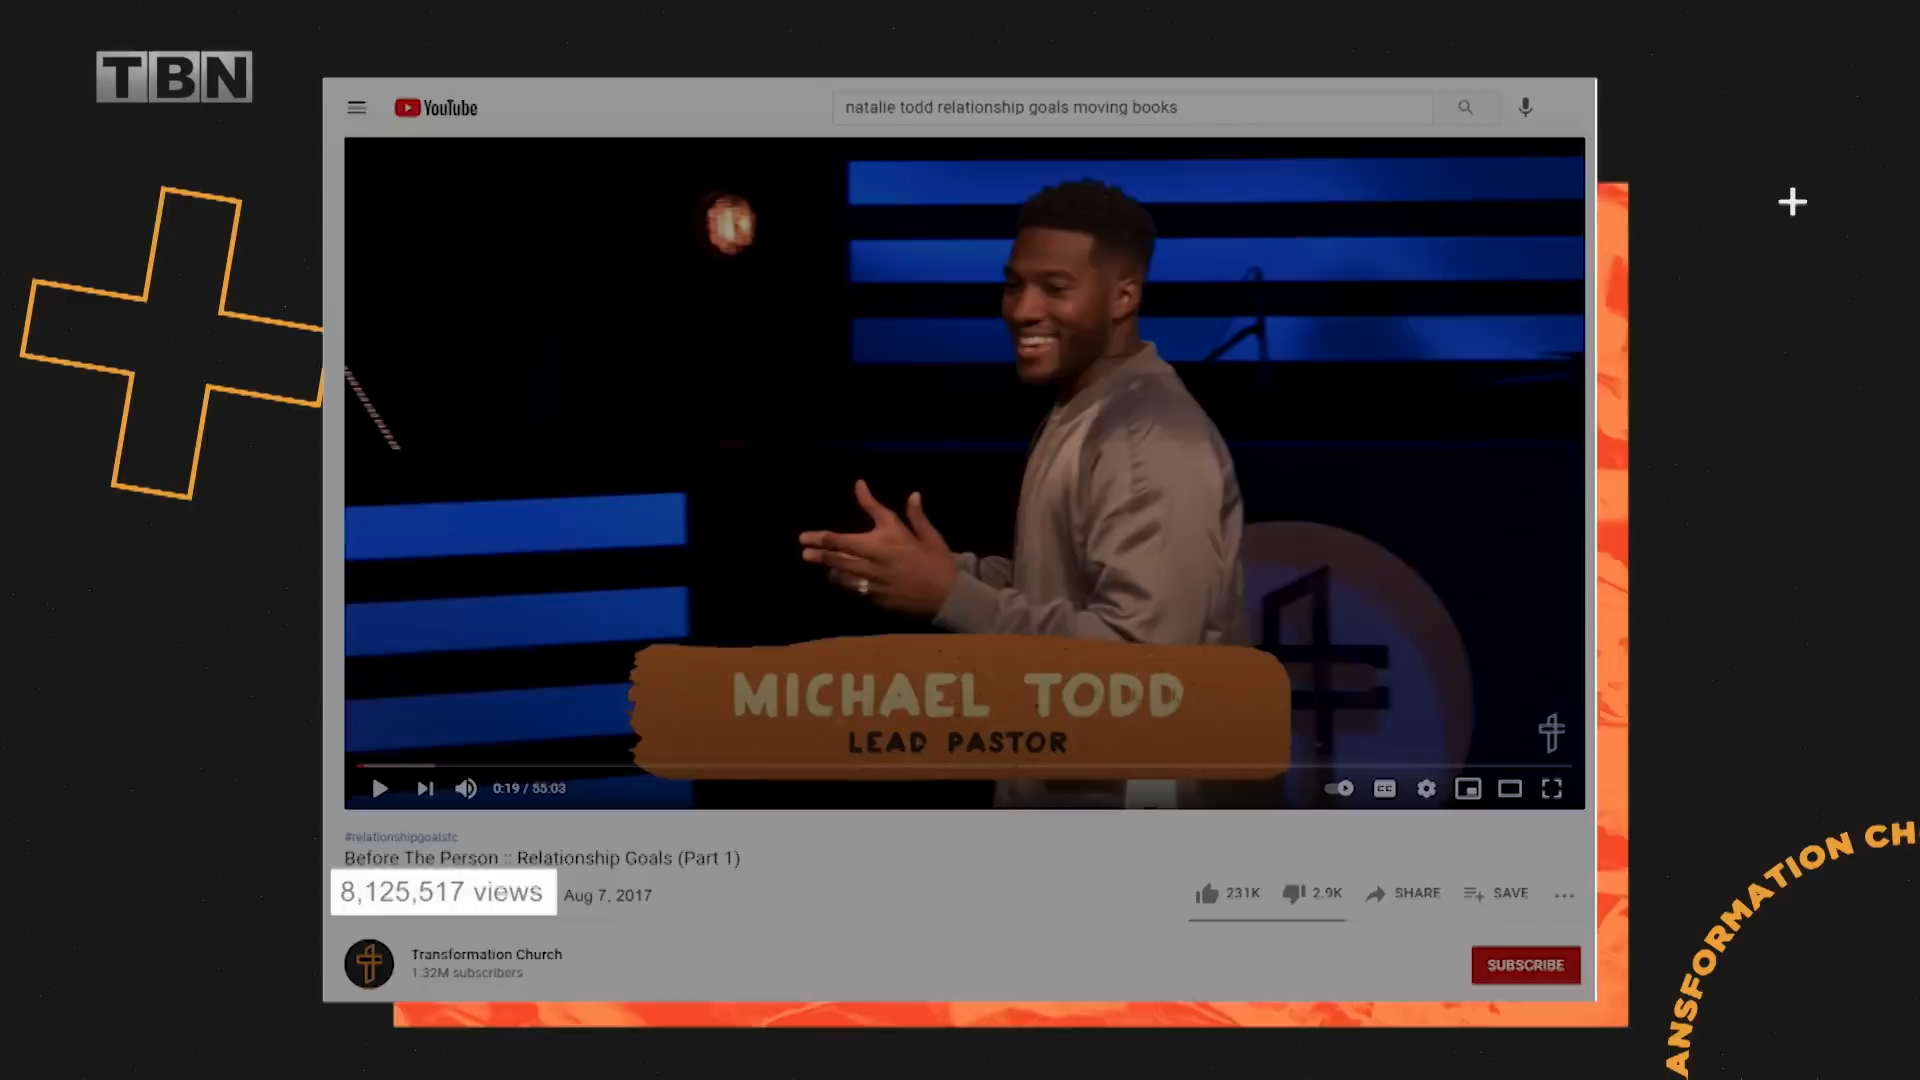 TBN
YouTube
natalie todd relationship goals moving books
MICHAEL TODD
LEAD PASTOR
0:19 / 55:03
CC
#relationshipgoalstc
Before The Person :: Relationship Goals (Part 1)
8,125,517 views
Aug 7, 2017
231K
2.9K
SHARE
SAVE
Transformation Church
1.32M subscribers
SUBSCRIBE
ANSFORMATION CH